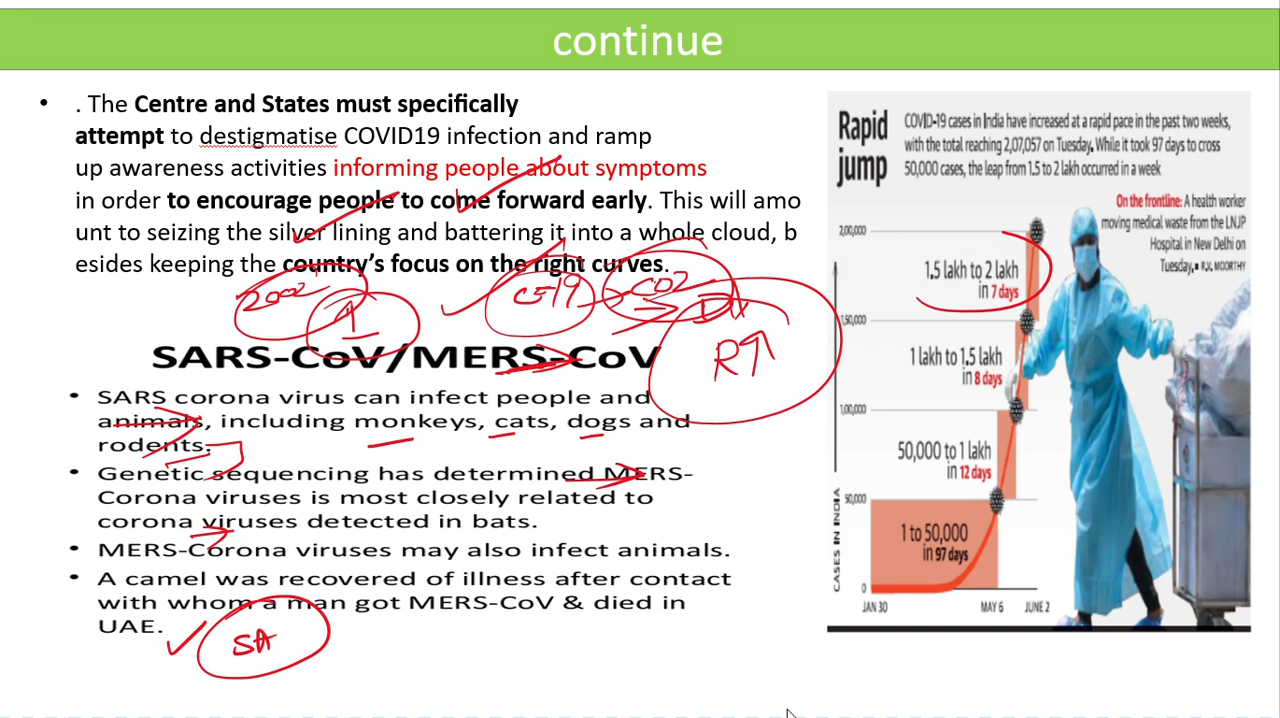 continue
• . The Centre and States must specifically
attempt to destigmatise COVID19 infection and ramp
up awareness activities informing people about symptoms
in order to encourage people to come forward early. This will amo
unt to seizing the silver lining and battering it into a whole cloud, b
esides keeping the country's focus on the right curves.
2002
SARS-CoV/MERS-CoV
R
• SARS corona virus can infect people and
animals, including monkeys, cats, dogs and
rodents.
• Genetic sequencing has determined MERS-
Corona viruses is most closely related to
corona viruses detected in bats.
• MERS-Corona viruses may also infect animals.
• A camel was recovered of illness after contact
with whom a man got MERS-CoV & died in
UAE.
SA
Rapid
jump
COVID-19 cases in India have increased at a rapid pace in the past two weeks,
with the total reaching 2,07,057 on Tuesday. While it took 97 days to cross
50,000 cases, the leap from 1.5 to 2 lakh occurred in a week
On the frontline: A health worker
moving medical waste from the LNJP
Hospital in New Delhi on
Tuesday. • R.V. MOORTHY
2,00,000
1.5 lakh to 2 lakh
in 7 days
1,50,000
1 lakh to 1.5 lakh
in 8 days
1,00,000
50,000 to 1 lakh
in 12 days
50,000
1 to 50,000
in 97 days
0
CASES IN INDIA
JAN 30 MAY 6 JUNE 2